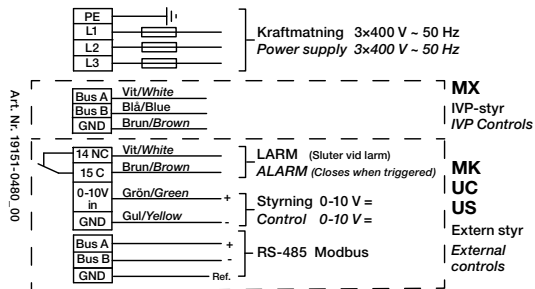 PE
L1
L2
L3
Kraftmatning 3×400 V ~ 50 Hz
Power supply 3×400 V ~ 50 Hz
Art. Nr. 19151-0480_00
Bus A Vit/White
Bus B Blå/Blue
GND Brun/Brown
MX
IVP-styr
IVP Controls
14 NC Vit/White
15 C Brun/Brown
LARM (Sluter vid larm)
ALARM (Closes when triggered)
0-10V
in
Grön/Green +
GND Gul/Yellow -
Styrning 0-10 V =
Control 0-10 V =
Bus A +
Bus B -
GND Ref.
RS-485 Modbus
MK
UC
US
Extern styr
External
controls